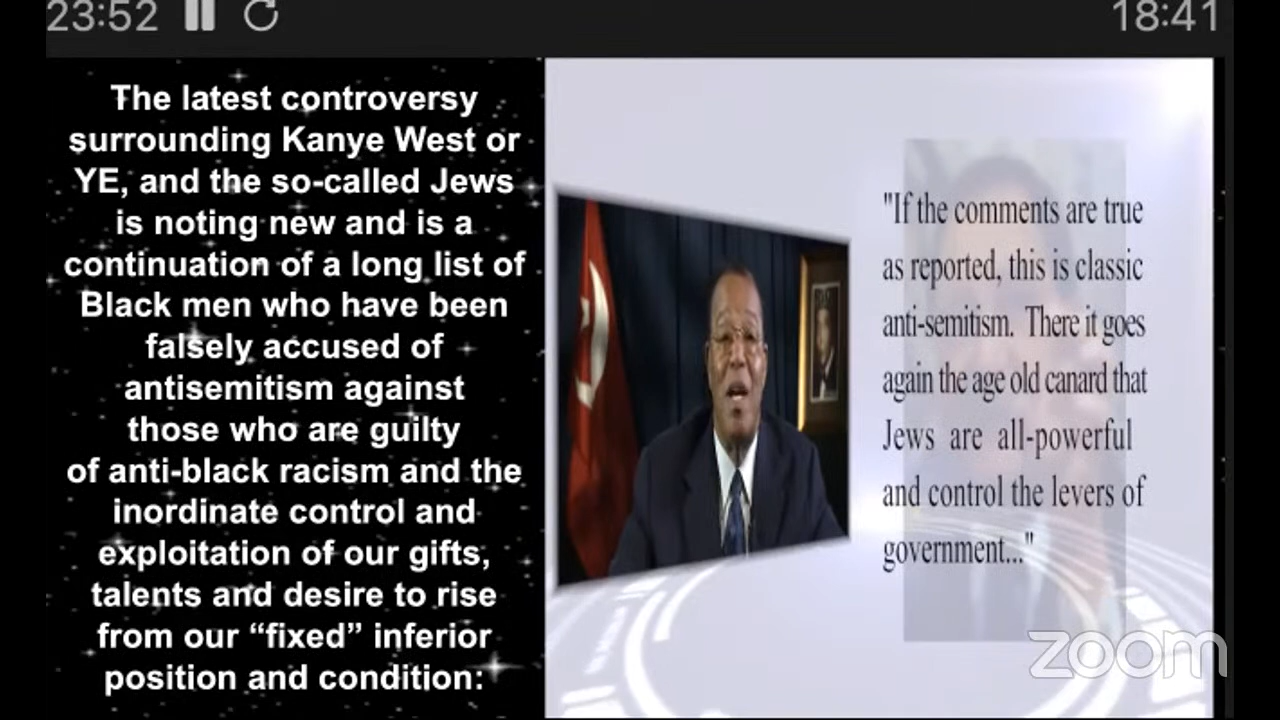 23:52
18:41
The latest controversy
surrounding Kanye West or
YE, and the so-called Jews
is noting new and is a
continuation of a long list of
Black men who have been
falsely accused of
antisemitism against
those who are guilty
of anti-black racism and the
inordinate control and
exploitation of our gifts,
talents and desire to rise
from our “fixed” inferior
position and condition:
"If the comments are true
as reported, this is classic
anti-semitism. There it goes
again the age old canard that
Jews are all-powerful
and control the levers of
government..."
zoom